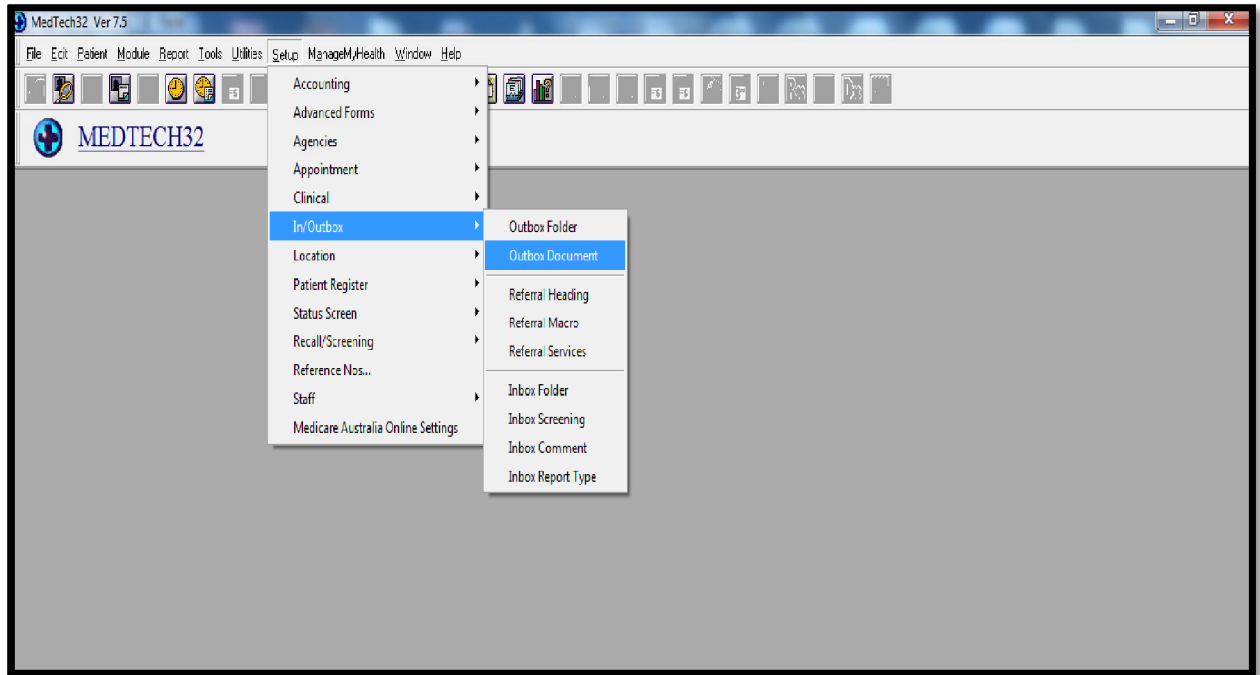 MedTech32 Ver 7.5
File Edit Patient Module Report Tools Utilities Setup ManageMyHealth Window Help
MEDTECH32
Accounting
Advanced Forms
Agencies
Appointment
Clinical
In/Outbox
Location
Patient Register
Status Screen
Recall/Screening
Reference Nos...
Staff
Medicare Australia Online Settings
Outbox Folder
Outbox Document
Referral Heading
Referral Macro
Referral Services
Inbox Folder
Inbox Screening
Inbox Comment
Inbox Report Type